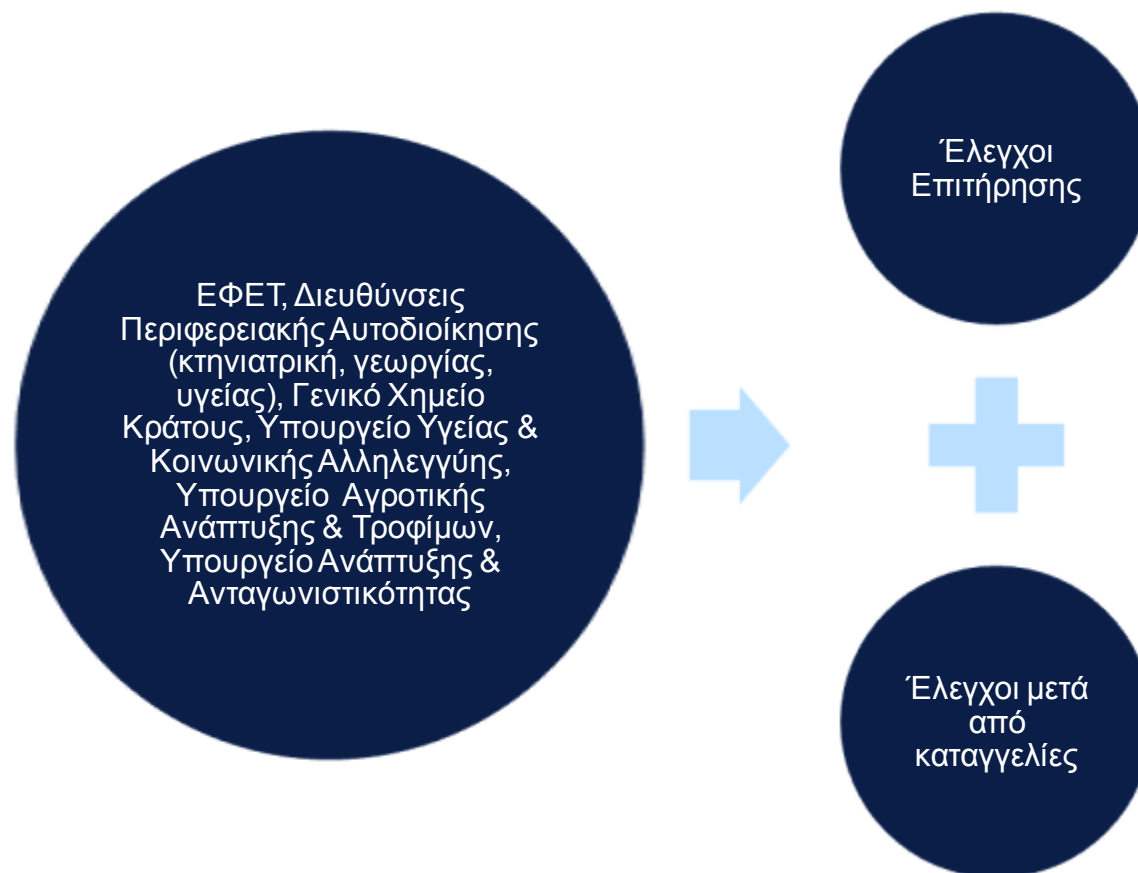 ΕΦΕΤ, Διευθύνσεις
Περιφερειακής Αυτοδιοίκησης
(κτηνιατρική, γεωργίας,
υγείας), Γενικό Χημείο
Κράτους, Υπουργείο Υγείας &
Κοινωνικής Αλληλεγγύης,
Υπουργείο Αγροτικής
Ανάπτυξης & Τροφίμων,
Υπουργείο Ανάπτυξης &
Ανταγωνιστικότητας
Έλεγχοι
Επιτήρησης
Έλεγχοι μετά
από
καταγγελίες